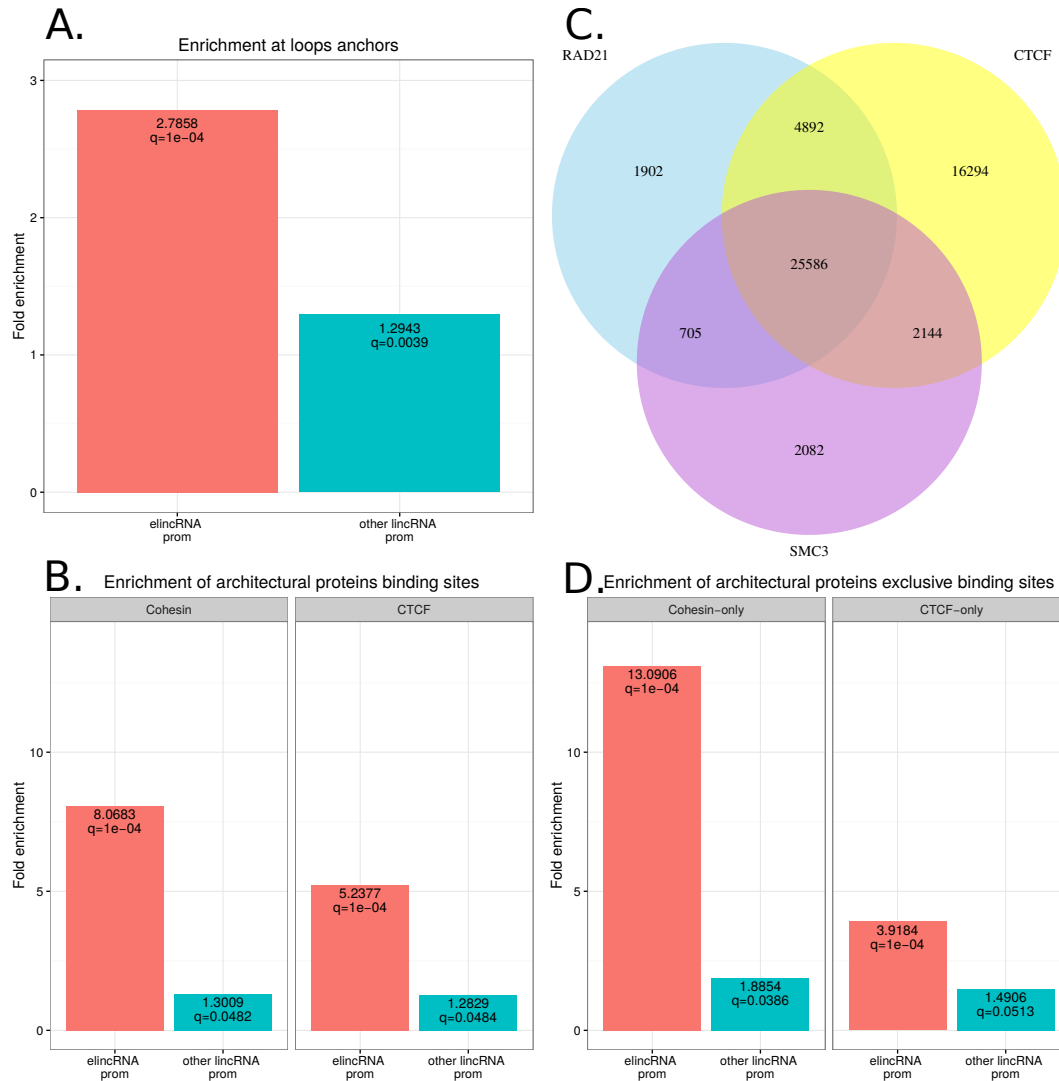 A.
Enrichment at loops anchors
Fold enrichment
3
2
1
0
2.7858
q=1e−04
1.2943
q=0.0039
elincRNA
prom
other lincRNA
prom
C.
RAD21
CTCF
4892
1902
16294
25586
705
2144
2082
SMC3
B.
Enrichment of architectural proteins binding sites
Cohesin
CTCF
Fold enrichment
10
5
0
8.0683
q=1e−04
1.3009
q=0.0482
5.2377
q=1e−04
1.2829
q=0.0484
elincRNA
prom
other lincRNA
prom
elincRNA
prom
other lincRNA
prom
D.
Enrichment of architectural proteins exclusive binding sites
Cohesin−only
CTCF−only
Fold enrichment
10
5
0
13.0906
q=1e−04
1.8854
q=0.0386
3.9184
q=1e−04
1.4906
q=0.0513
elincRNA
prom
other lincRNA
prom
elincRNA
prom
other lincRNA
prom